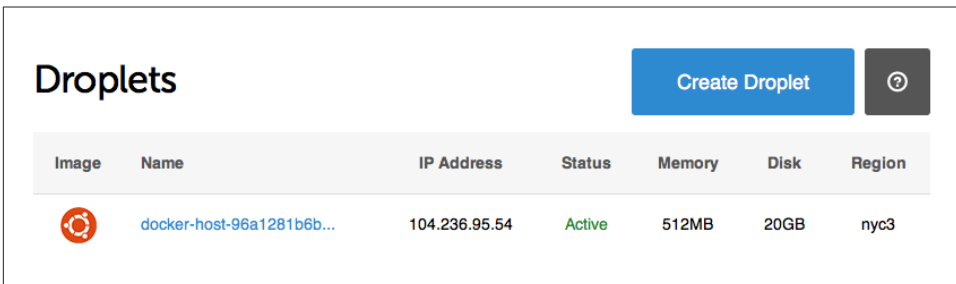 Droplets
Create Droplet
Image Name IP Address Status Memory Disk Region
docker-host-96a1281b6b... 104.236.95.54 Active 512MB 20GB nyc3